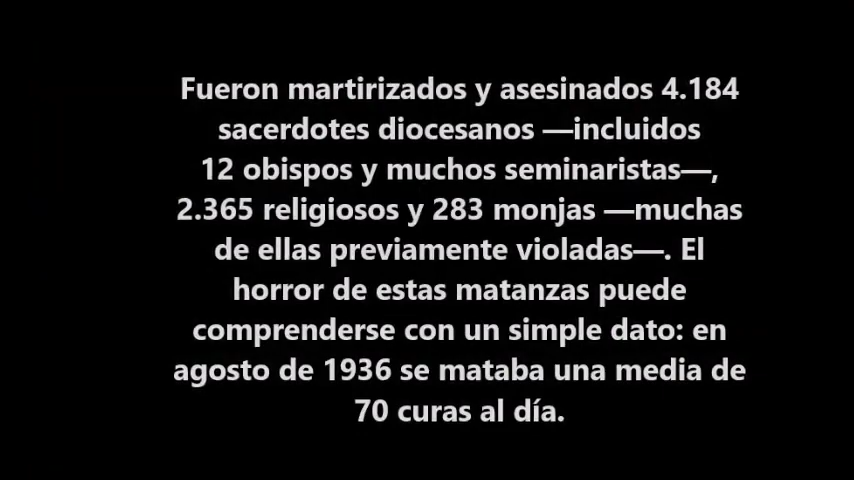 Fueron martirizados y asesinados 4.184
sacerdotes diocesanos —incluidos
12 obispos y muchos seminaristas—,
2.365 religiosos y 283 monjas —muchas
de ellas previamente violadas—. El
horror de estas matanzas puede
comprenderse con un simple dato: en
agosto de 1936 se mataba una media de
70 curas al día.